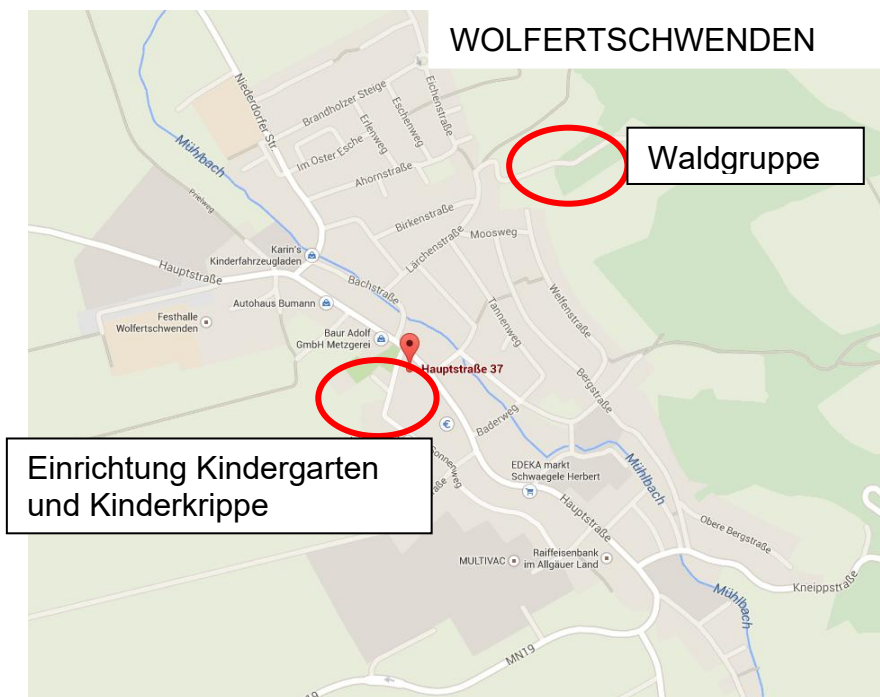 WOLFERTSCHWENDEN
Niederdorfer Str
Brandholzer Steige
Eichenstraße
Eschenweg
Erlenweg
Im Oster Esche
Ahornstraße
Mühlbach
Waldgruppe
Prielweg
Birkenstraße
Lärchenstraße
Moosweg
Karin's
Kinderfahrzeugladen
Hauptstraße
Bachstraße
Autohaus Bumann
Festhalle
Wolfertschwenden
Tannenweg
Welfenstraße
Baur Adolf
GmbH Metzgerei
Hauptstraße 37
Bergstraße
Baderweg
€
Einrichtung Kindergarten
und Kinderkrippe
Sonnenweg
EDEKA markt
Schwaegele Herbert
Mühlbach
Hauptstraße
Obere Bergstraße
MULTIVAC
Raiffeisenbank
im Allgäuer Land
Kneippstraße
Mühlbach
MN19